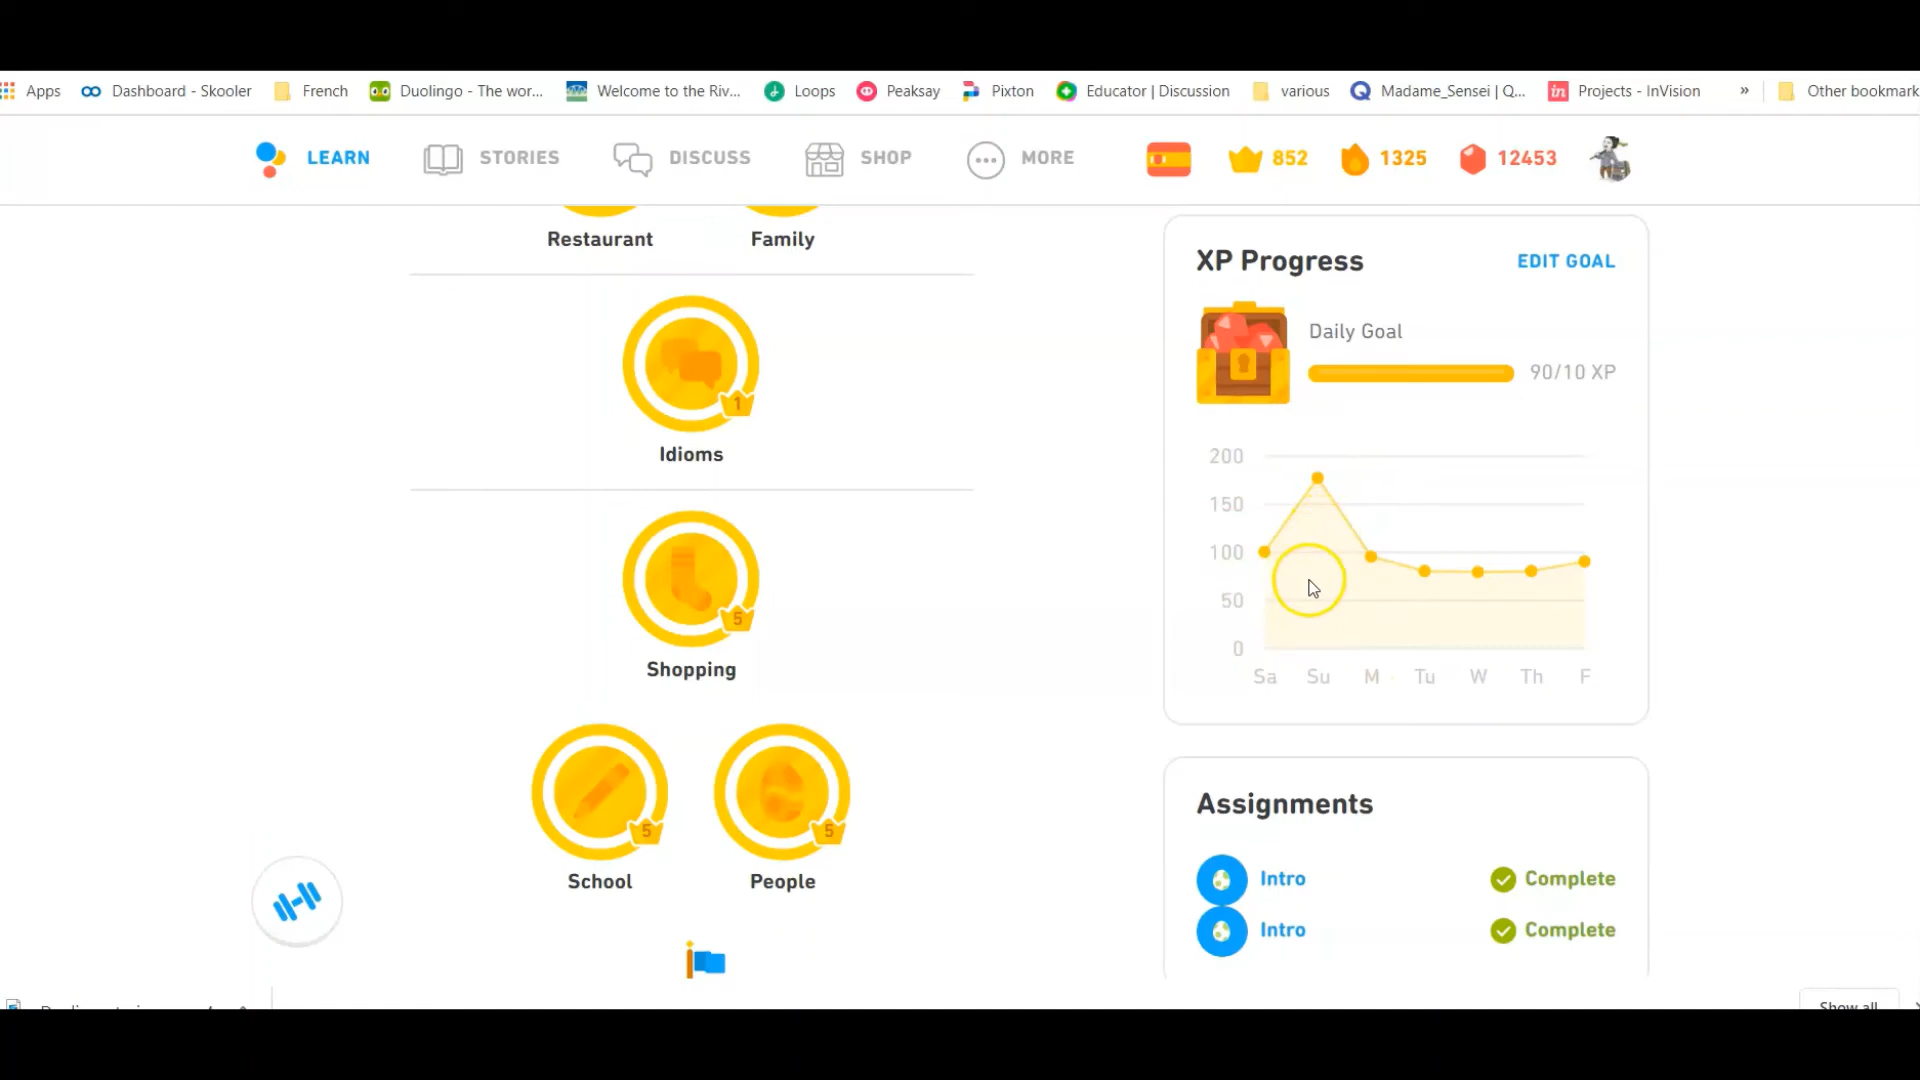 Apps Dashboard - Skooler French Duolingo - The wor... Welcome to the Riv... Loops Peaksay Pixton Educator | Discussion various Madame_Sensei | Q... in Projects - InVision » Other bookmark
LEARN STORIES DISCUSS SHOP MORE 852 1325 12453
Restaurant Family
XP Progress EDIT GOAL
Daily Goal
90/10 XP
1
Idioms
200
150
100
50
0
Sa Su M Tu W Th F
5
Shopping
5 5
School People
Assignments
Intro Complete
Intro Complete
Show all